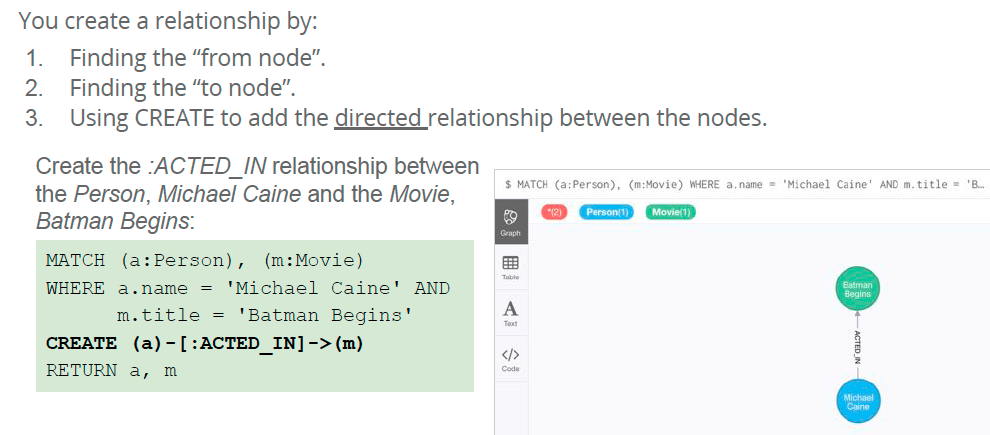 You create a relationship by:
1. Finding the “from node”.
2. Finding the “to node”.
3. Using CREATE to add the directed relationship between the nodes.
Create the :ACTED_IN relationship between
the Person, Michael Caine and the Movie,
Batman Begins:
MATCH (a:Person), (m:Movie)
WHERE a.name = 'Michael Caine' AND
m.title = 'Batman Begins'
CREATE (a)-[:ACTED_IN]->(m)
RETURN a, m
$ MATCH (a:Person), (m:Movie) WHERE a.name = 'Michael Caine' AND m.title = 'B…
*(2) Person(1) Movie(1)
Graph
Table
A
Text
</>
Code
Batman
Begins
ACTED_IN
Michael
Caine